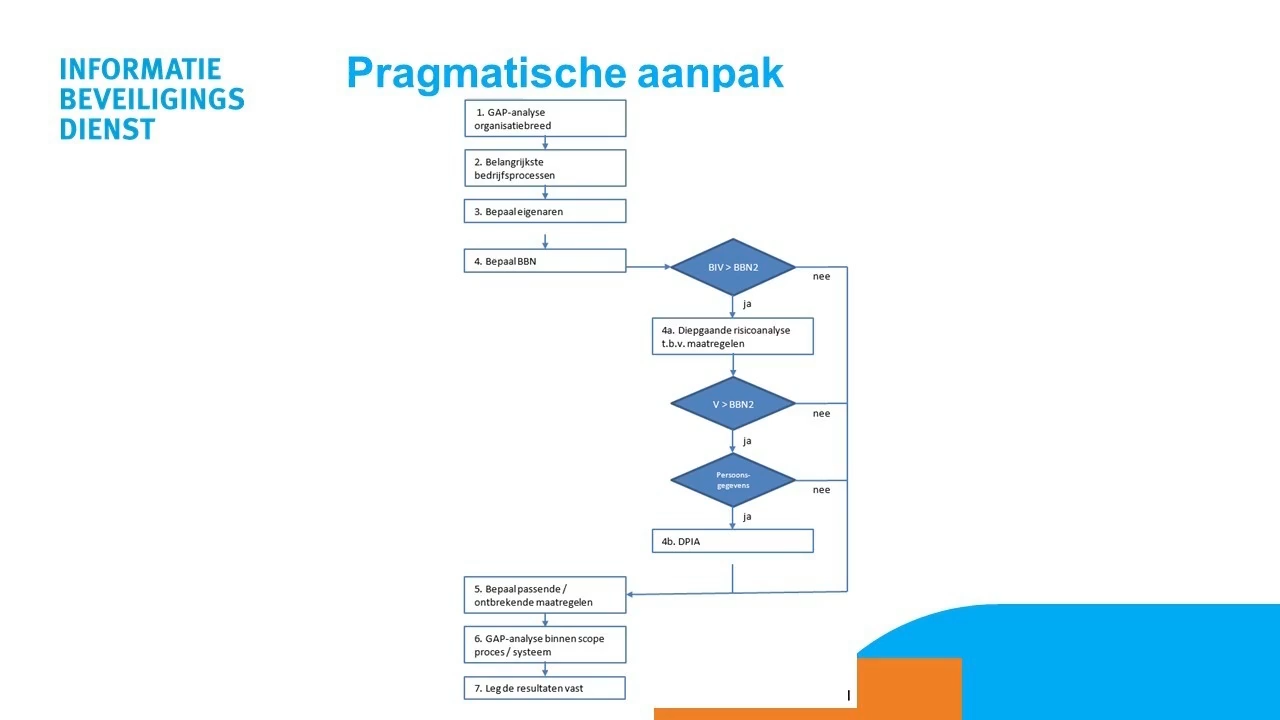 INFORMATIE
BEVEILIGINGS
DIENST
Pragmatische aanpak
1. GAP-analyse
organisatiebreed
2. Belangrijkste
bedrijfsprocessen
3. Bepaal eigenaren
4. Bepaal BBN
BIV > BBN2
nee
ja
4a. Diepgaande risicoanalyse
t.b.v. maatregelen
V > BBN2
nee
ja
Persoons-
gegevens
nee
ja
4b. DPIA
5. Bepaal passende /
ontbrekende maatregelen
6. GAP-analyse binnen scope
proces / systeem
7. Leg de resultaten vast
I